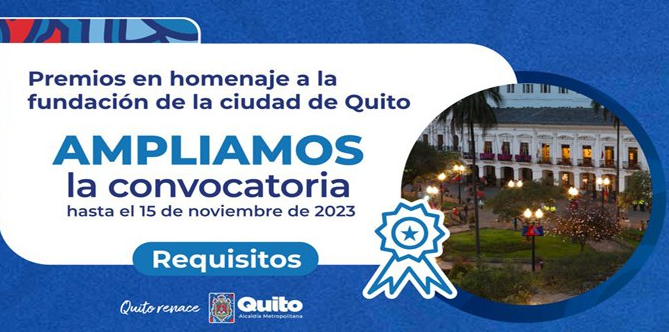 Premios en homenaje a la
fundación de la ciudad de Quito
AMPLIAMOS
la convocatoria
hasta el 15 de noviembre de 2023
Requisitos
Quito renace
Quito
Alcaldía Metropolitana